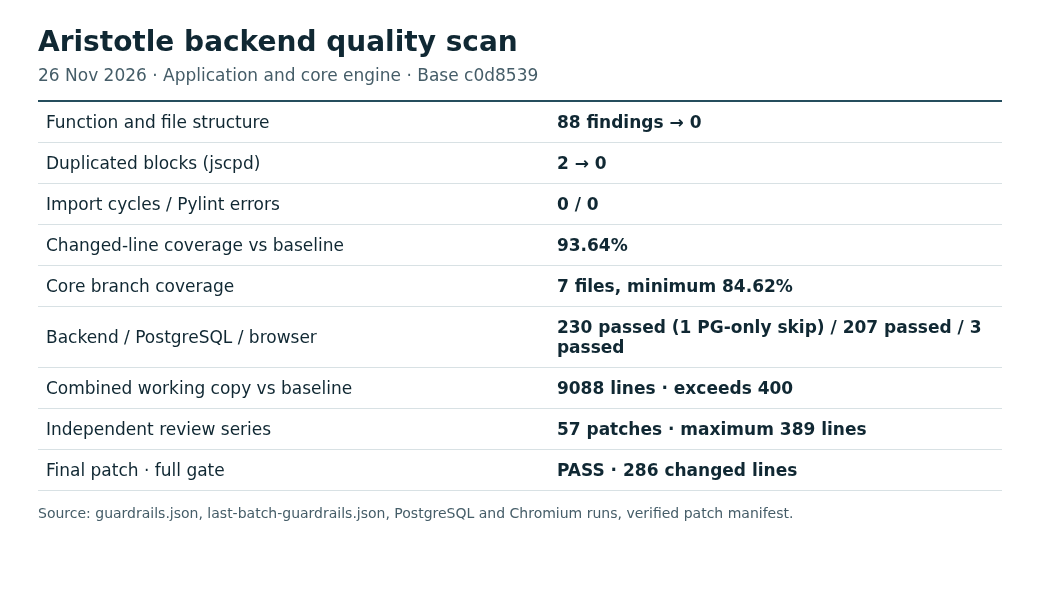 Aristotle backend quality scan
26 Nov 2026 · Application and core engine · Base c0d8539
Function and file structure 88 findings → 0
Duplicated blocks (jscpd) 2 → 0
Import cycles / Pylint errors 0 / 0
Changed-line coverage vs baseline 93.64%
Core branch coverage 7 files, minimum 84.62%
Backend / PostgreSQL / browser 230 passed (1 PG-only skip) / 207 passed / 3
passed
Combined working copy vs baseline 9088 lines · exceeds 400
Independent review series 57 patches · maximum 389 lines
Final patch · full gate PASS · 286 changed lines
Source: guardrails.json, last-batch-guardrails.json, PostgreSQL and Chromium runs, verified patch manifest.